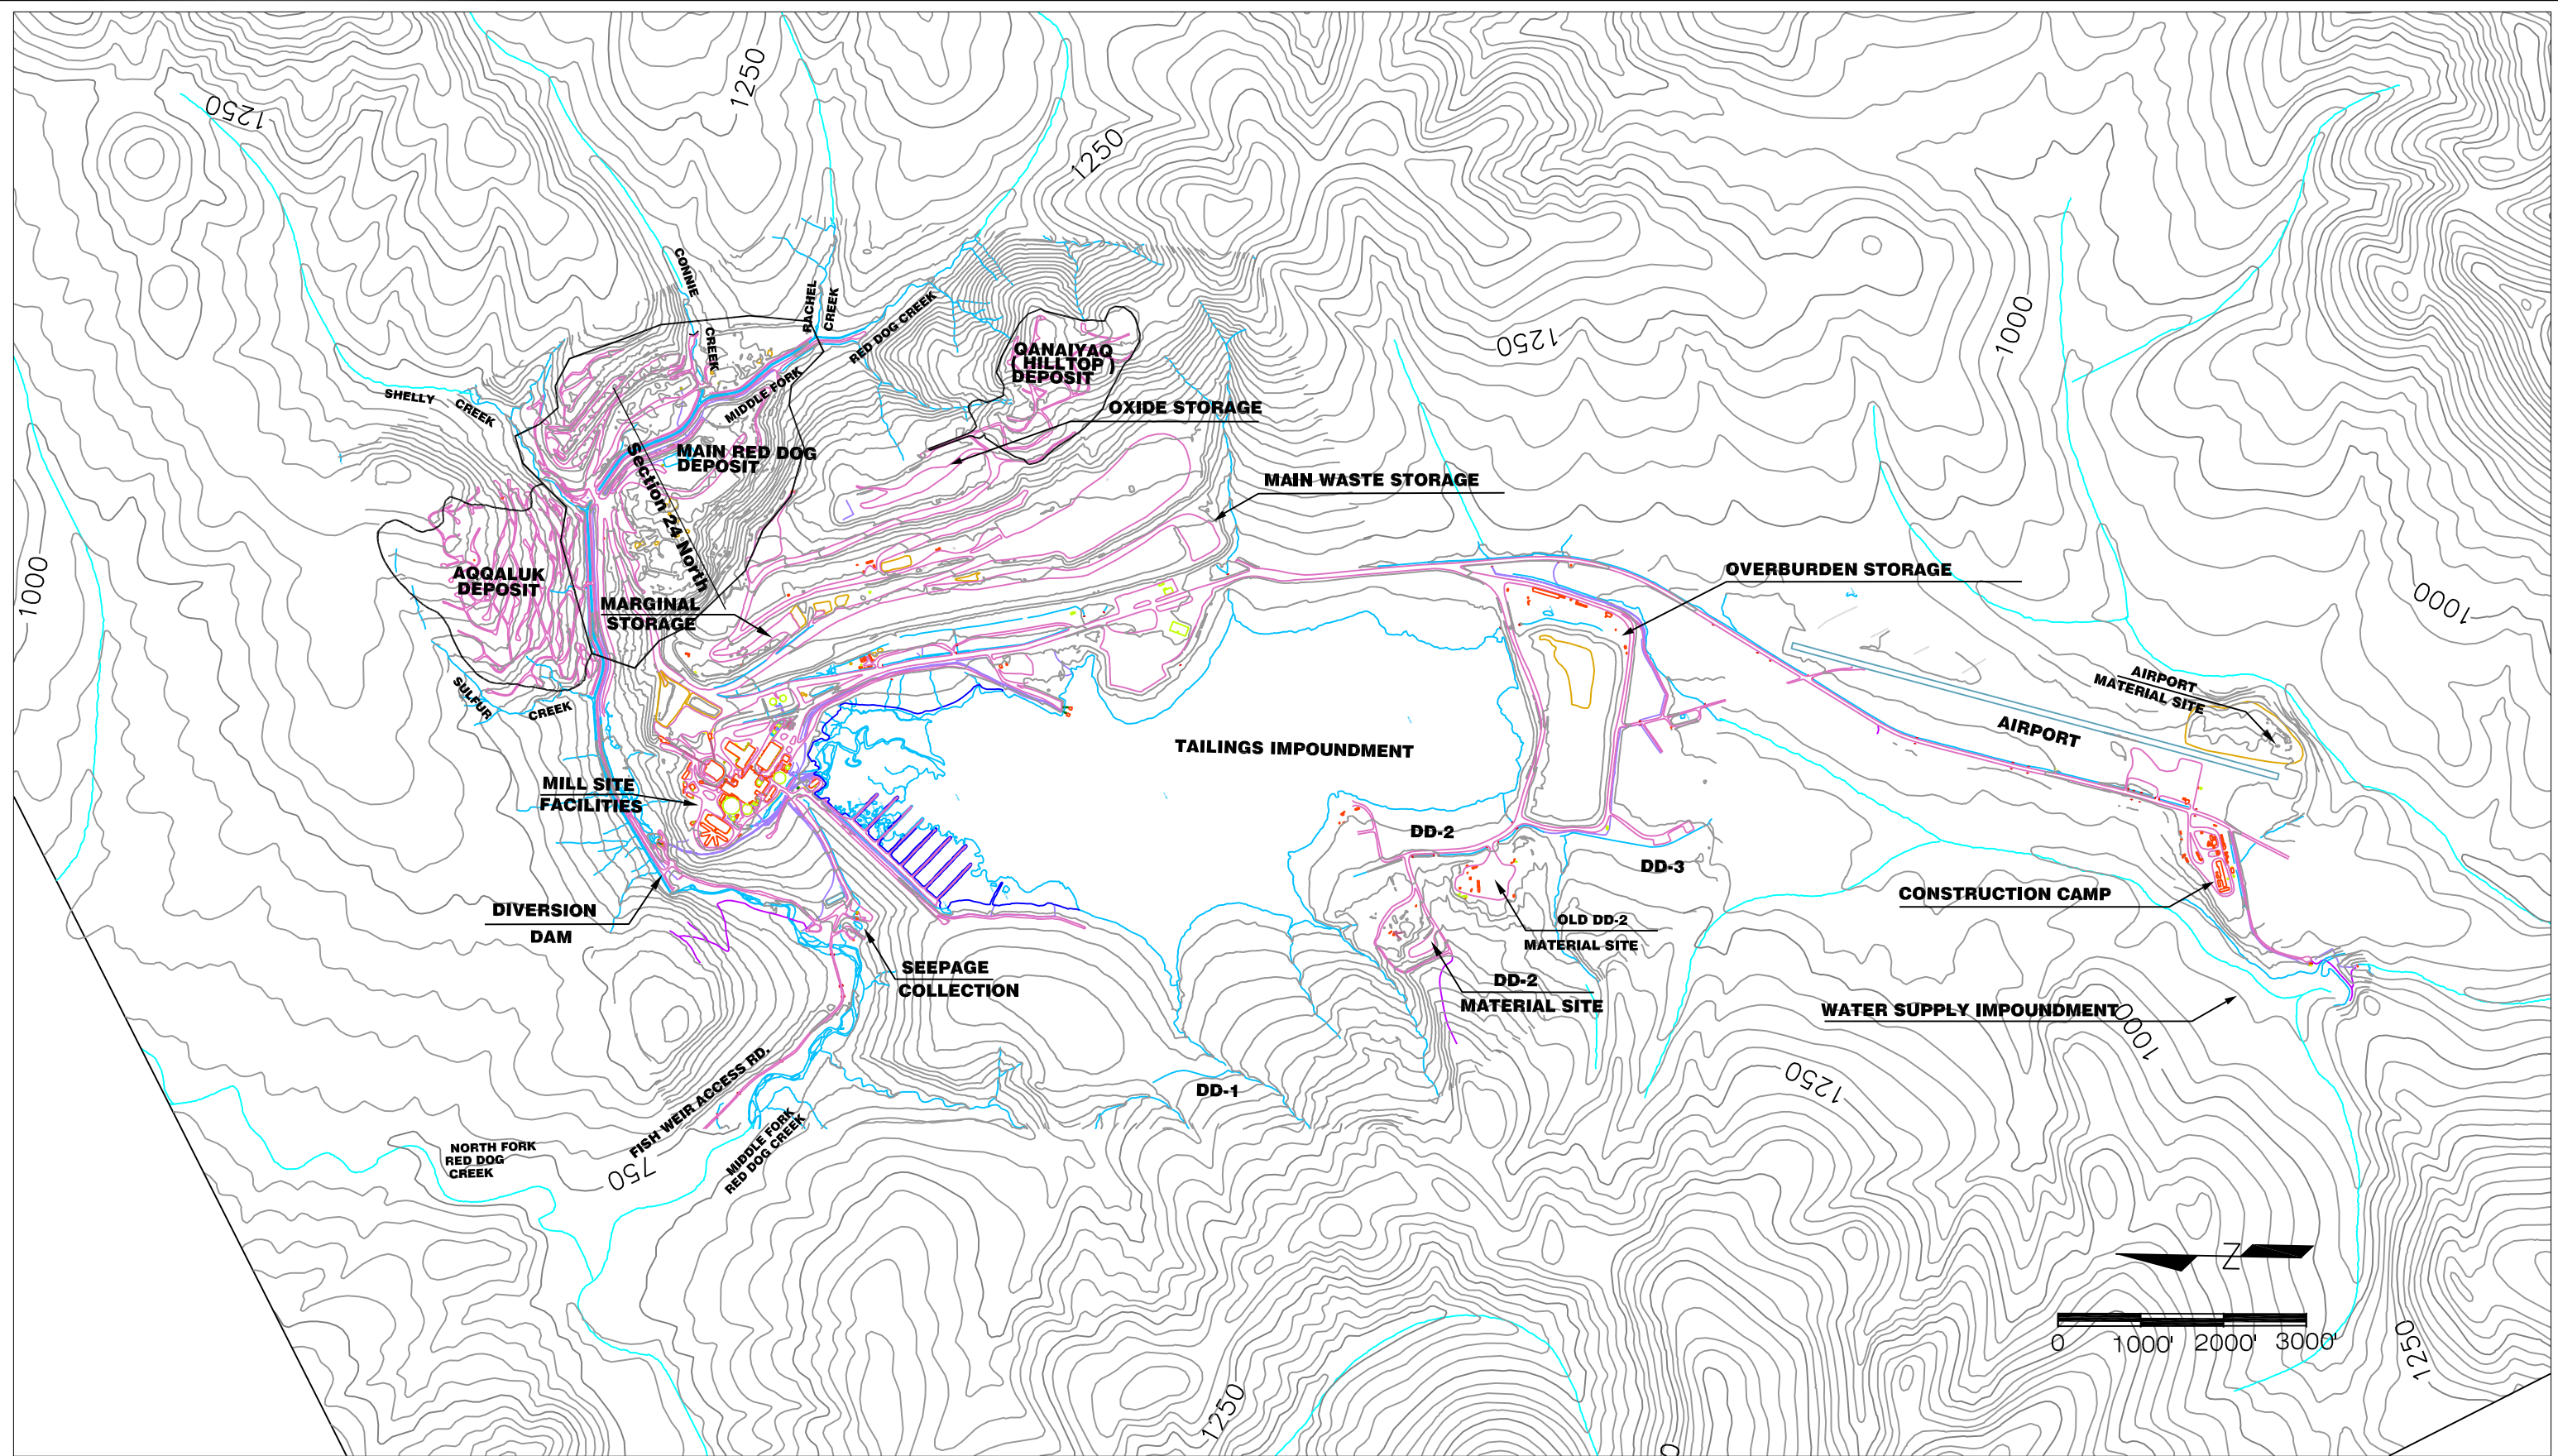 1250
1250
1250
CONNIE
CREEK
RACHEL
CREEK
RED DOG CREEK
MIDDLE FORK
QANAIYAQ
( HILLTOP )
DEPOSIT
1250
1000
SHELLY
CREEK
OXIDE STORAGE
MAIN RED DOG
DEPOSIT
Section 24 North
MAIN WASTE STORAGE
1000
AQQALUK
DEPOSIT
MARGINAL
STORAGE
OVERBURDEN STORAGE
1000
SULFUR
CREEK
AIRPORT
MATERIAL SITE
AIRPORT
TAILINGS IMPOUNDMENT
MILL SITE
FACILITIES
DD-2
DD-3
CONSTRUCTION CAMP
DIVERSION
DAM
OLD DD-2
MATERIAL SITE
SEEPAGE
COLLECTION
DD-2
MATERIAL SITE
WATER SUPPLY IMPOUNDMENT
1000
1250
DD-1
FISH WEIR ACCESS RD.
MIDDLE FORK
RED DOG CREEK
NORTH FORK
RED DOG
CREEK
750
N
0 1000' 2000' 3000'
1250
1250
0